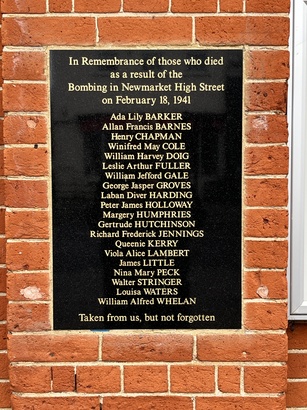 In Remembrance of those who died
as a result of the
Bombing in Newmarket High Street
on February 18, 1941
Ada Lily BARKER
Allan Francis BARNES
Henry CHAPMAN
Winifred May COLE
William Harvey DOIG
Leslie Arthur FULLER
William Jefford GALE
George Jasper GROVES
Laban Diver HARDING
Peter James HOLLOWAY
Margery HUMPHRIES
Gertrude HUTCHINSON
Richard Frederick JENNINGS
Queenie KERRY
Viola Alice LAMBERT
James LITTLE
Nina Mary PECK
Walter STRINGER
Louisa WATERS
William Alfred WHELAN
Taken from us, but not forgotten